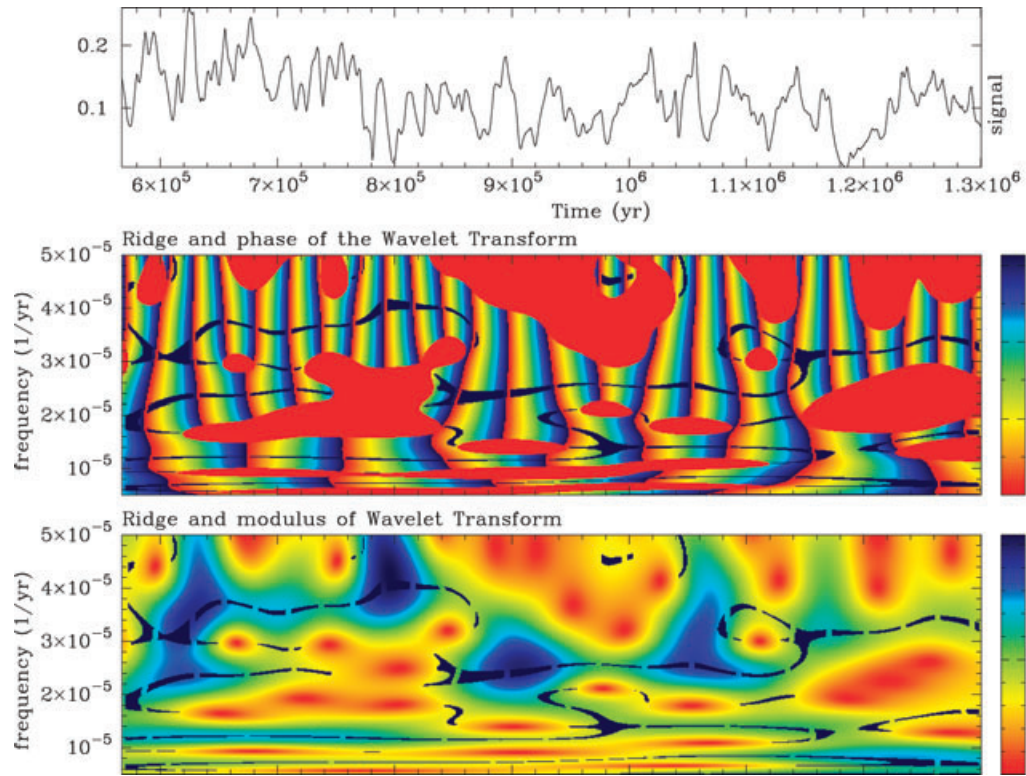 0.2
0.1
signal
6×10⁵ 7×10⁵ 8×10⁵ 9×10⁵ 10⁶ 1.1×10⁶ 1.2×10⁶ 1.3×10⁶
Time (yr)
Ridge and phase of the Wavelet Transform
5×10⁻⁵
4×10⁻⁵
3×10⁻⁵
2×10⁻⁵
10⁻⁵
frequency (1/yr)
Ridge and modulus of Wavelet Transform
5×10⁻⁵
4×10⁻⁵
3×10⁻⁵
2×10⁻⁵
10⁻⁵
frequency (1/yr)